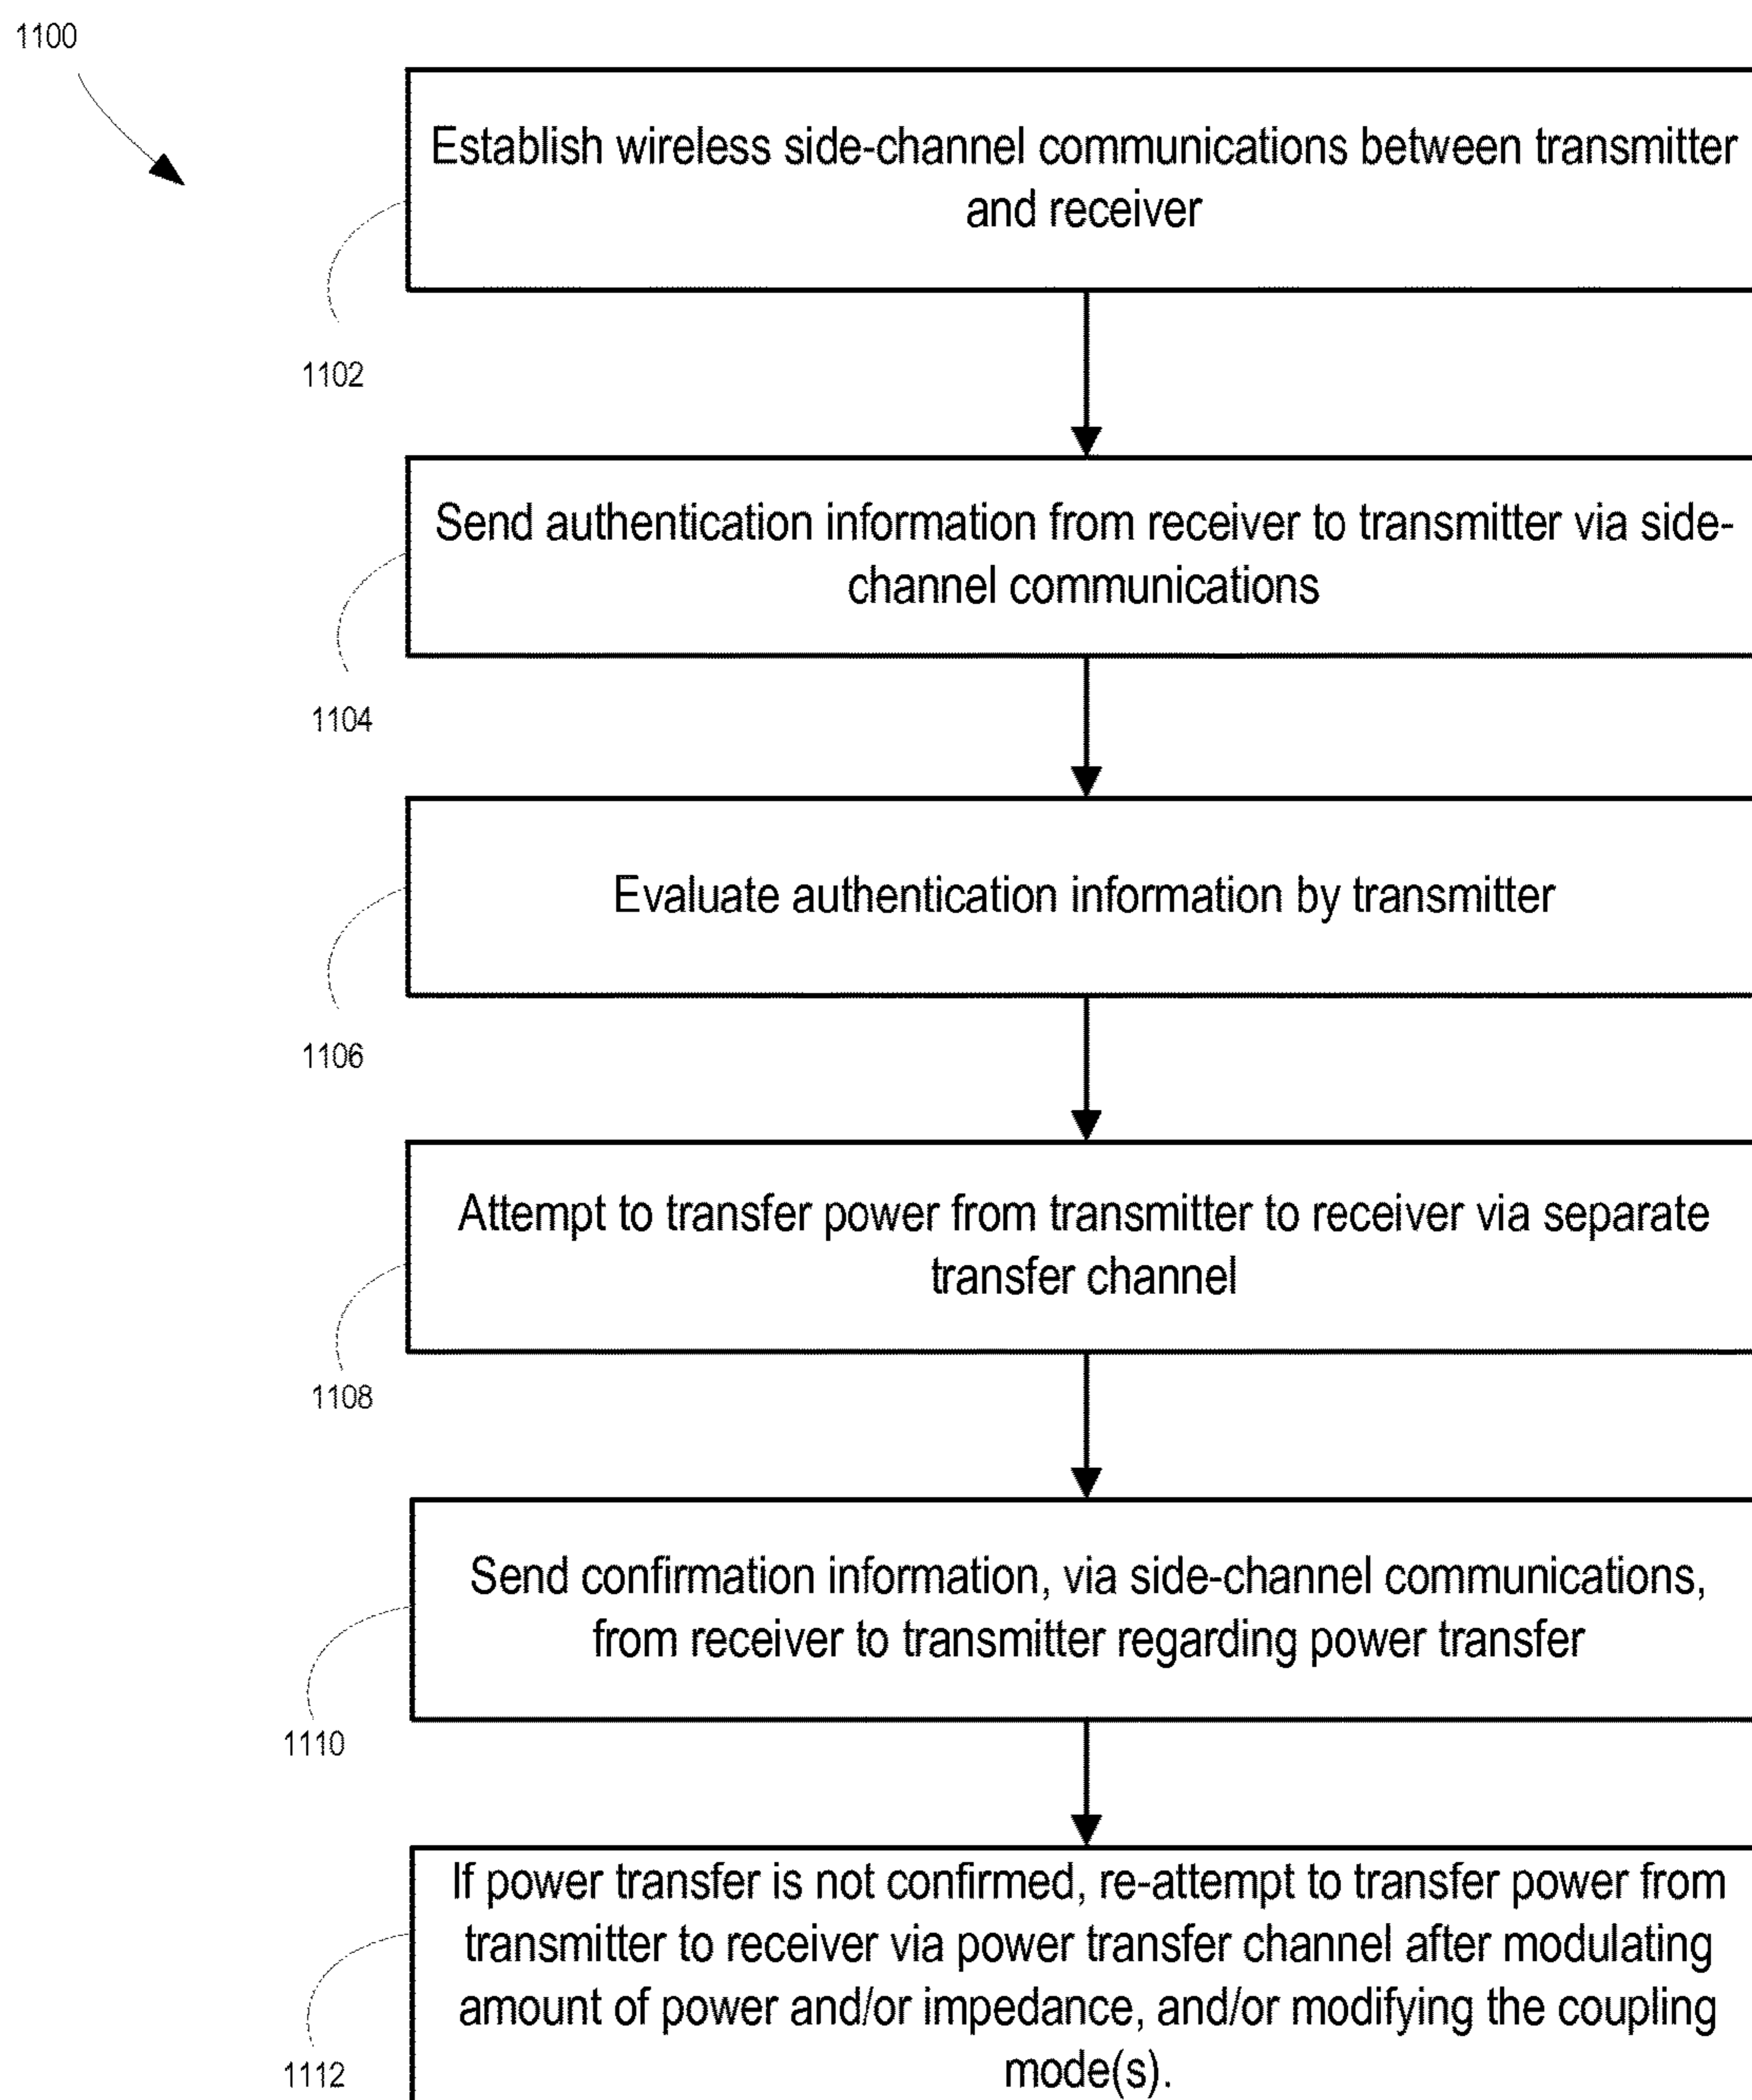 1100
Establish wireless side-channel communications between transmitter
and receiver
1102
Send authentication information from receiver to transmitter via side-
channel communications
1104
Evaluate authentication information by transmitter
1106
Attempt to transfer power from transmitter to receiver via separate
transfer channel
1108
Send confirmation information, via side-channel communications,
from receiver to transmitter regarding power transfer
1110
If power transfer is not confirmed, re-attempt to transfer power from
transmitter to receiver via power transfer channel after modulating
amount of power and/or impedance, and/or modifying the coupling
mode(s).
1112